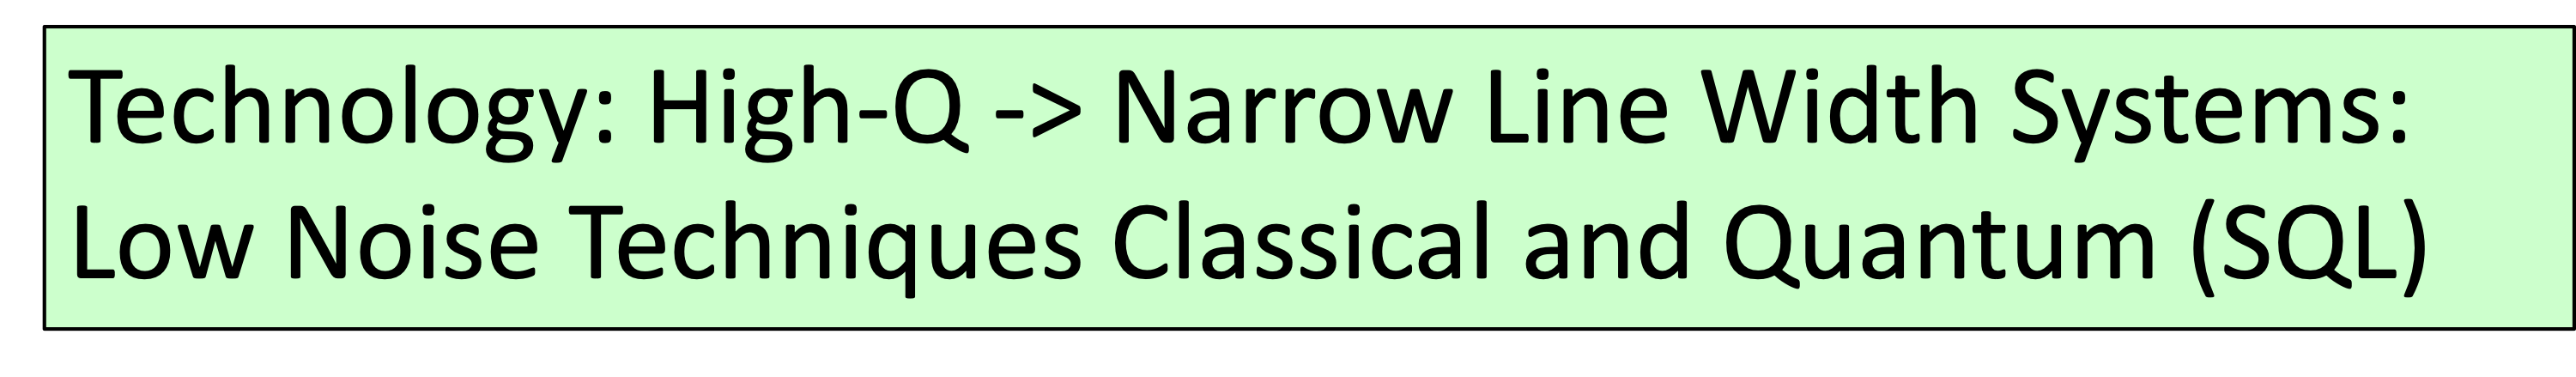 Technology: High-Q -> Narrow Line Width Systems:
Low Noise Techniques Classical and Quantum (SQL)